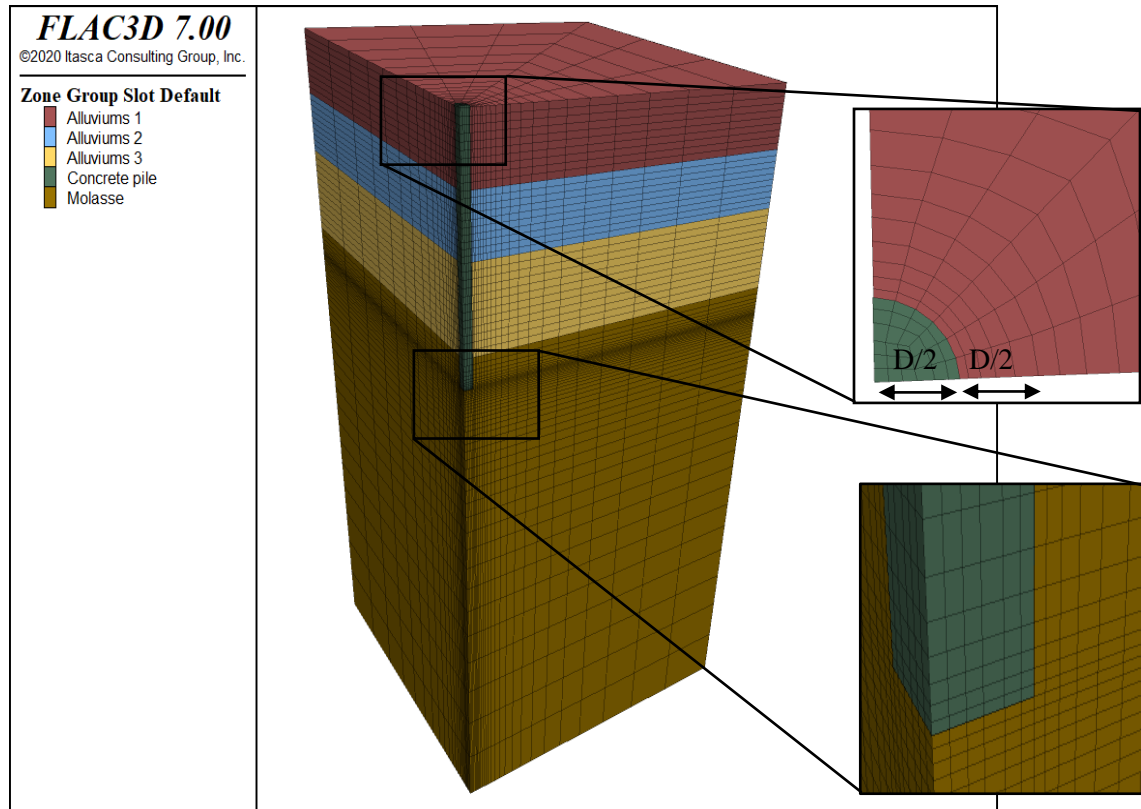 FLAC3D 7.00
©2020 Itasca Consulting Group, Inc.
Zone Group Slot Default
Alluviums 1
Alluviums 2
Alluviums 3
Concrete pile
Molasse
D/2 D/2